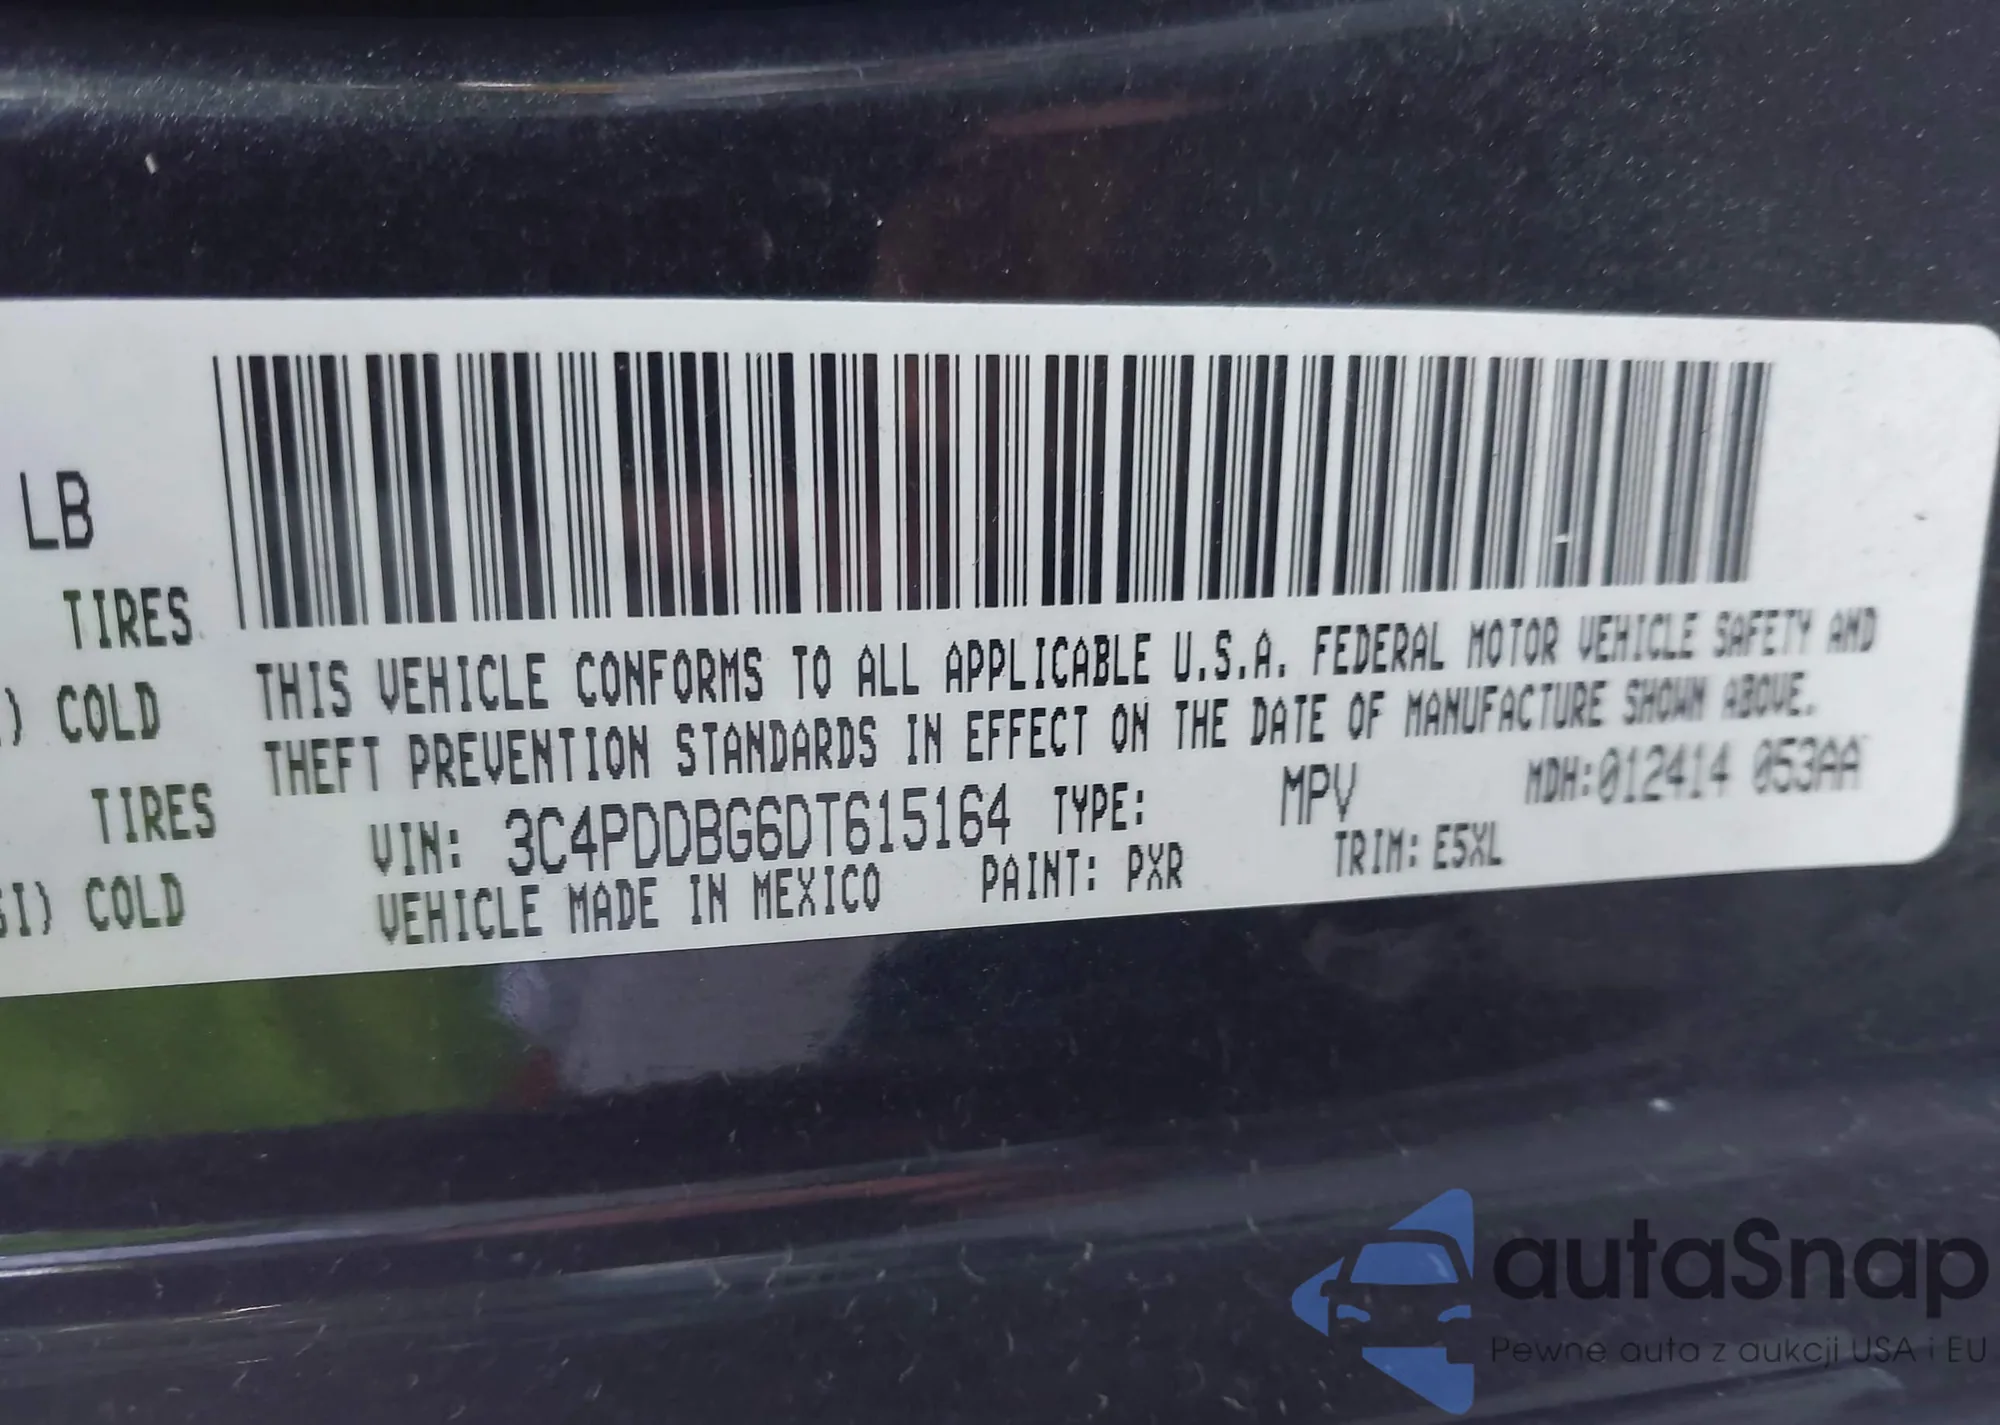 LB
TIRES
) COLD
TIRES
SI) COLD
THIS VEHICLE CONFORMS TO ALL APPLICABLE U.S.A. FEDERAL MOTOR VEHICLE SAFETY AND
THEFT PREVENTION STANDARDS IN EFFECT ON THE DATE OF MANUFACTURE SHOWN ABOVE.
VIN: 3C4PDDBG6DT615164 TYPE: MPV MDH:012414 053AA
VEHICLE MADE IN MEXICO PAINT: PXR TRIM: E5XL
autaSnap
Pewne auta z aukcji USA i EU